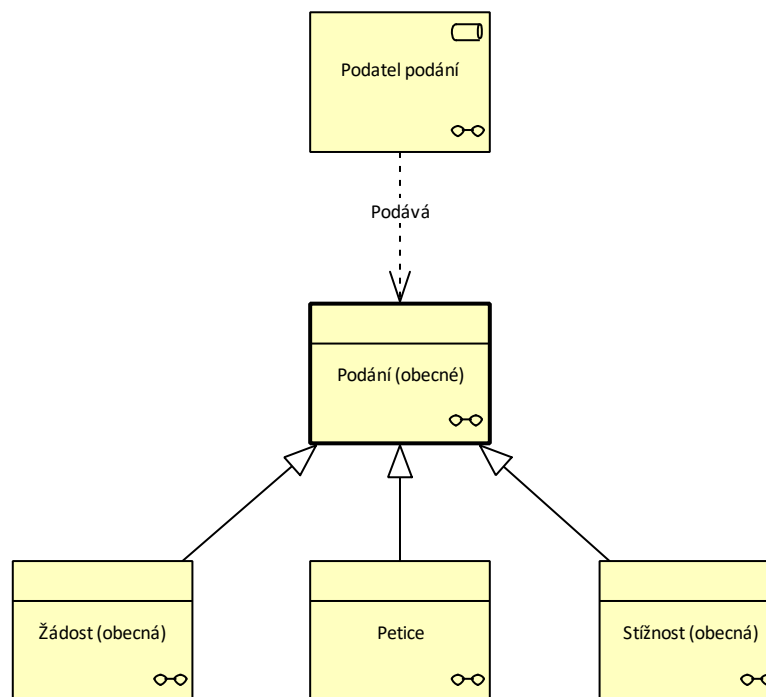 Podatel podání
Podává
Podání (obecné)
Žádost (obecná)
Petice
Stížnost (obecná)